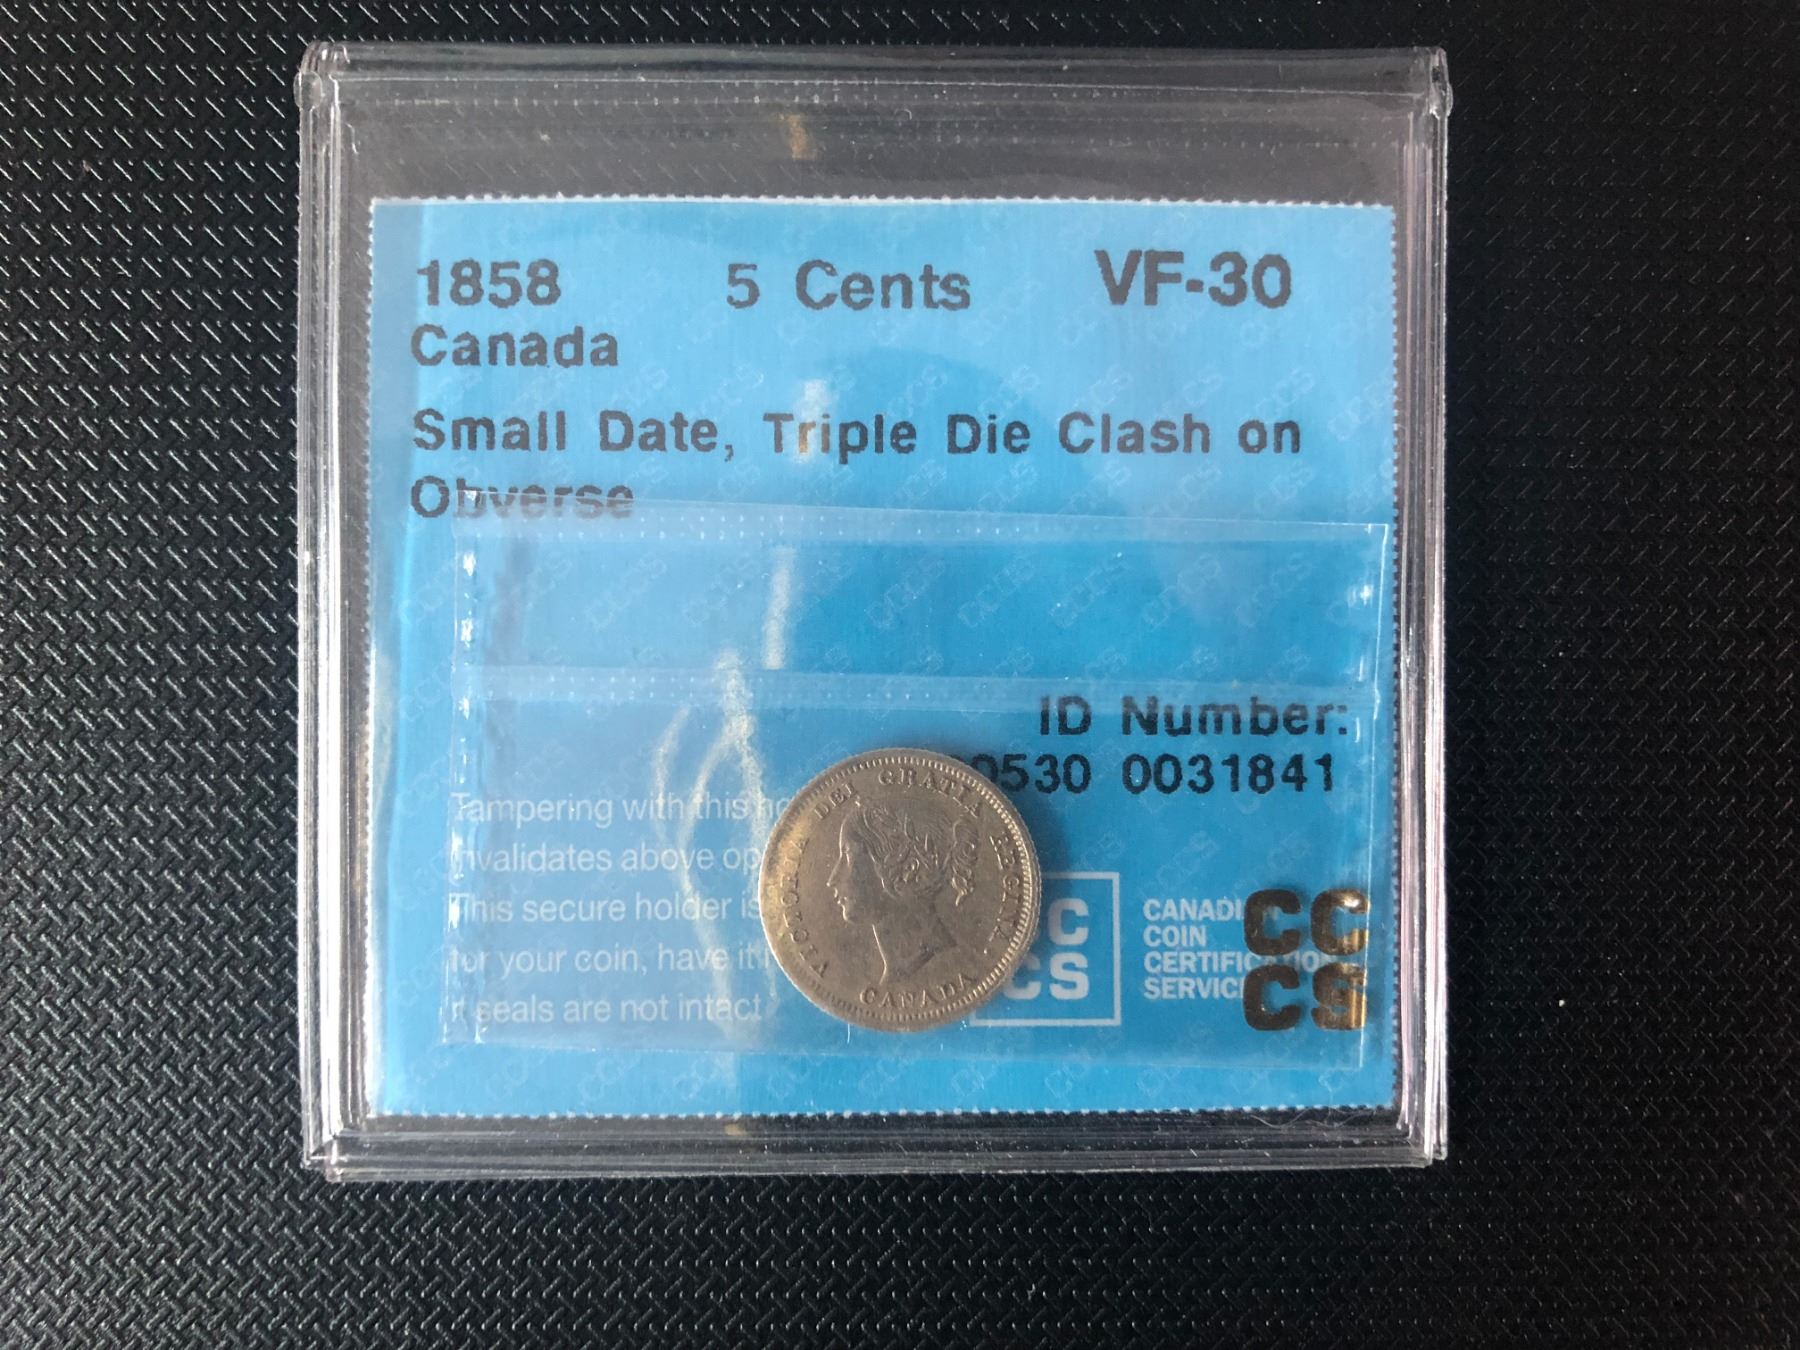 1858 5 Cents VF-30
Canada
Small Date, Triple Die Clash on
Obverse
ID Number:
0530 0031841
Tampering with this
invalidates above
This secure holder is
for your coin, have it
it seals are not intact
VICTORIA DEI GRATIA REGINA
CANADA
CC
CS
CANADIAN
COIN
CERTIFICATION
SERVICE
CC
CS